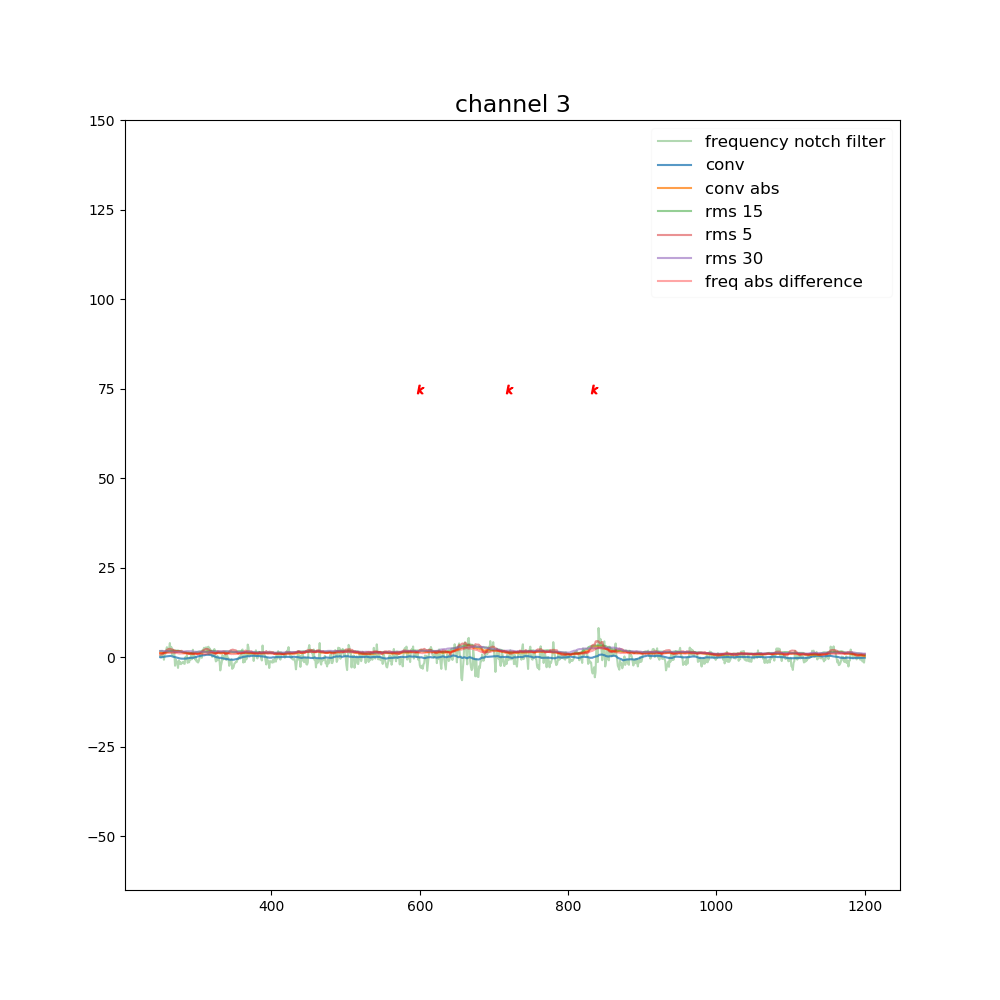 channel 3
150
125
100
75
50
25
0
−25
−50
frequency notch filter
conv
conv abs
rms 15
rms 5
rms 30
freq abs difference
k k k
400 600 800 1000 1200